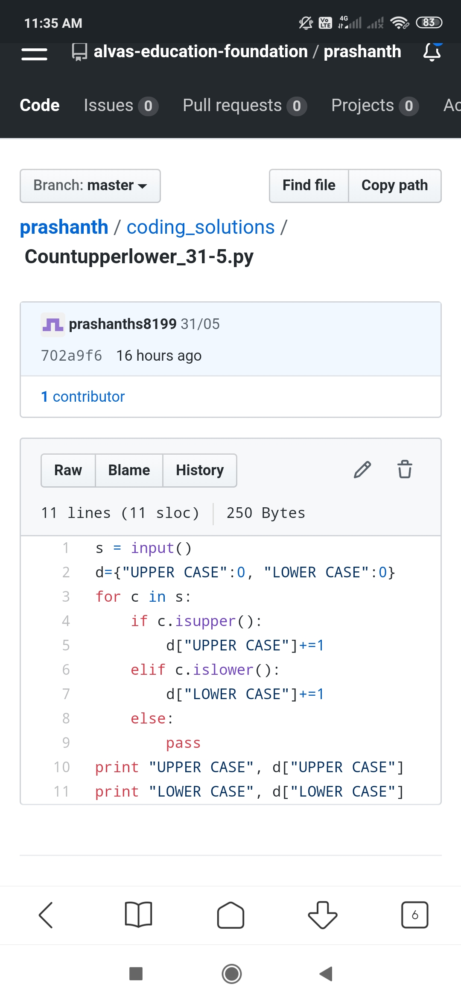 11:35 AM
Vo LTE 4G 83
alvas-education-foundation / prashanth
Code Issues 0 Pull requests 0 Projects 0 Ac
Branch: master Find file Copy path
prashanth / coding_solutions /
Countupperlower_31-5.py
prashanths8199 31/05
702a9f6 16 hours ago
1 contributor
Raw Blame History
11 lines (11 sloc) 250 Bytes
1 s = input()
2 d={"UPPER CASE":0, "LOWER CASE":0}
3 for c in s:
4     if c.isupper():
5         d["UPPER CASE"]+=1
6     elif c.islower():
7         d["LOWER CASE"]+=1
8     else:
9         pass
10 print "UPPER CASE", d["UPPER CASE"]
11 print "LOWER CASE", d["LOWER CASE"]
6